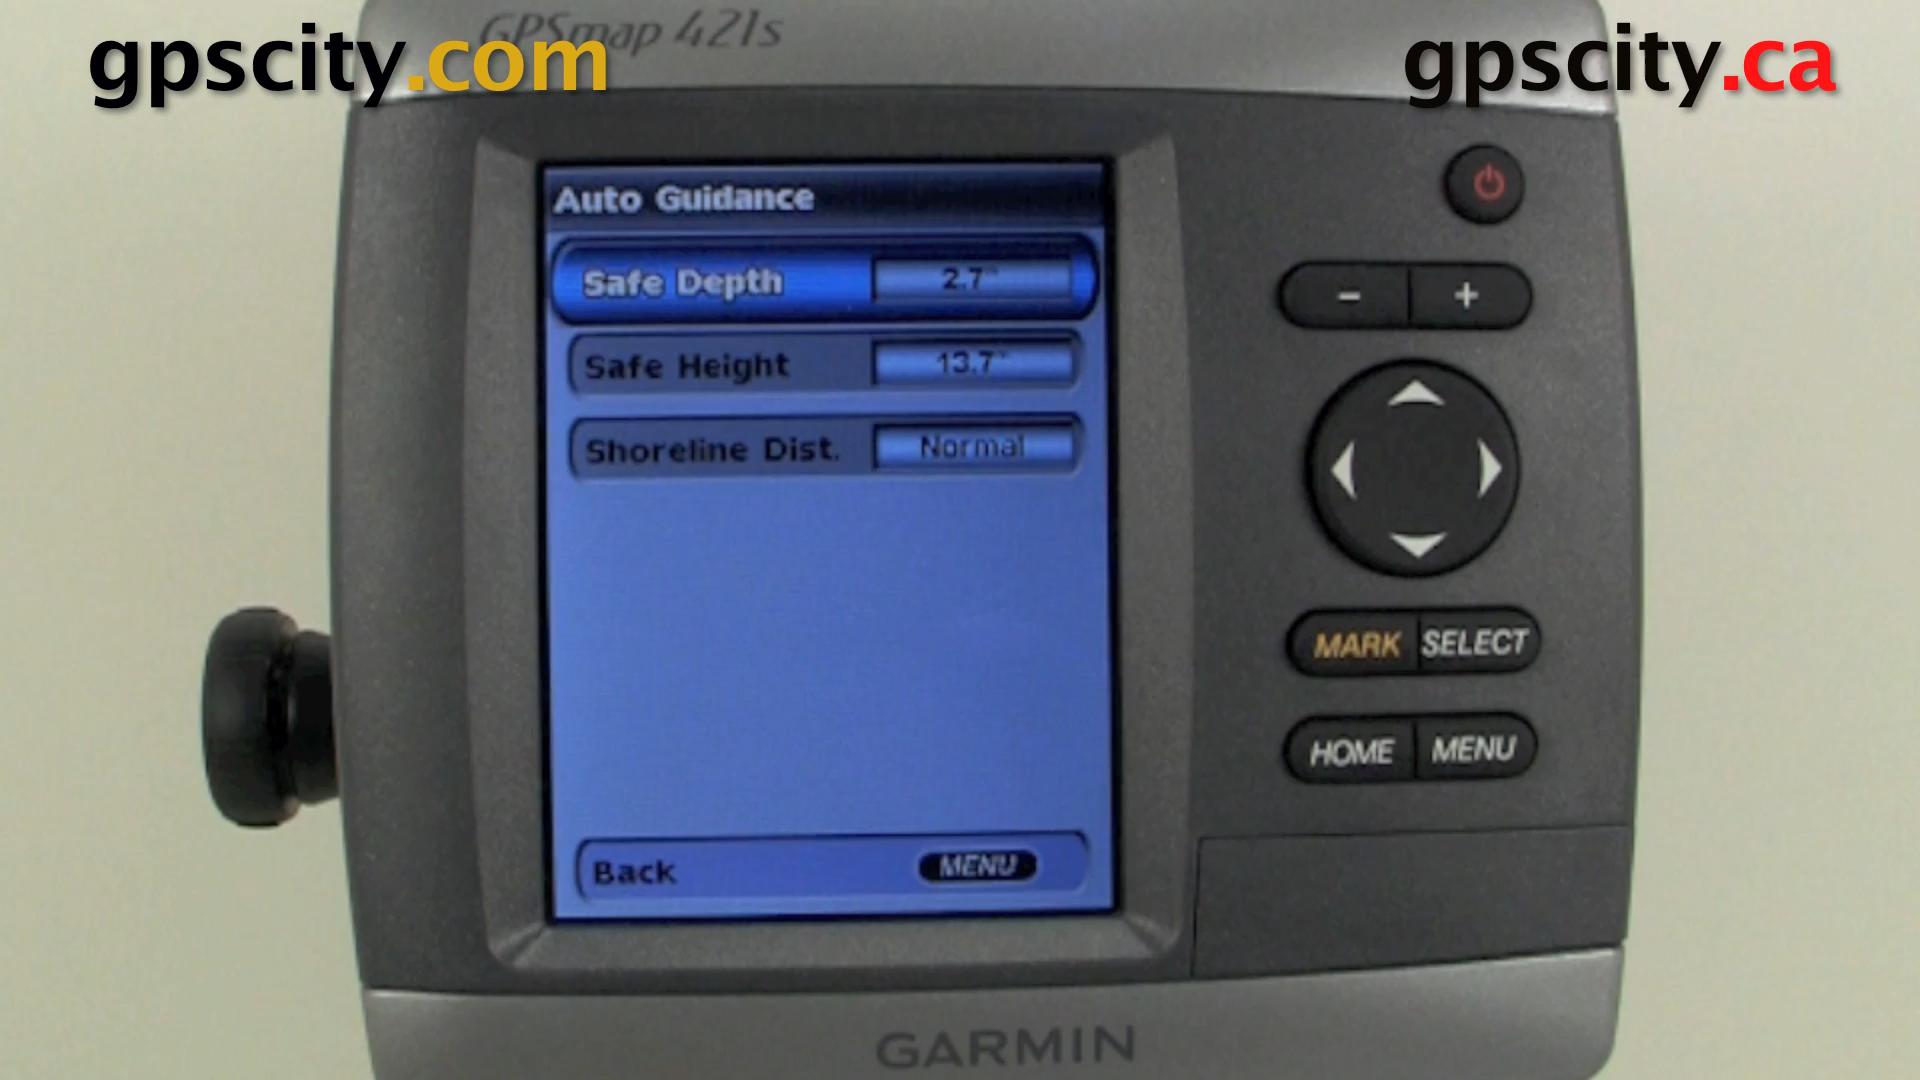 GPSmap 421s
gpscity.com
gpscity.ca
Auto Guidance
Safe Depth 2.7
Safe Height 13.7
Shoreline Dist. Normal
Back MENU
- +
MARK SELECT
HOME MENU
GARMIN